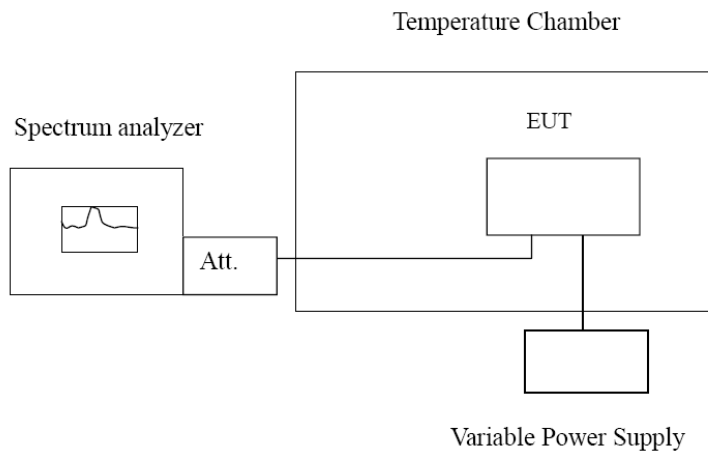 Temperature Chamber
Spectrum analyzer
EUT
Att.
Variable Power Supply